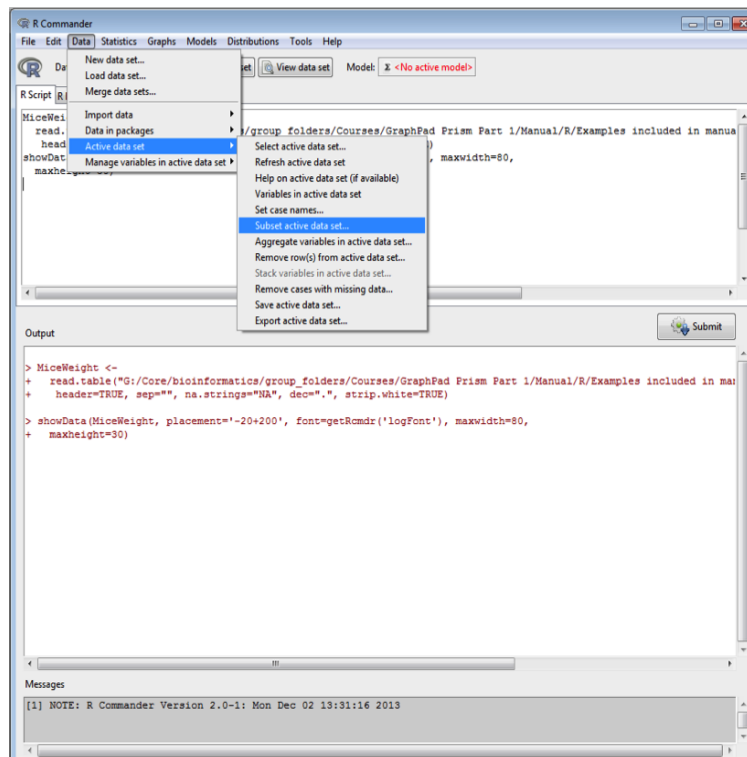 R Commander
File Edit Data Statistics Graphs Models Distributions Tools Help
Da set View data set Model: Σ <No active model>
New data set...
Load data set...
Merge data sets...
Import data
Data in packages
Active data set
Manage variables in active data set
Select active data set...
Refresh active data set
Help on active data set (if available)
Variables in active data set
Set case names...
Subset active data set...
Aggregate variables in active data set...
Remove row(s) from active data set...
Stack variables in active data set...
Remove cases with missing data...
Save active data set...
Export active data set...
R Script R
MiceWei
read. /group folders/Courses/GraphPad Prism Part 1/Manual/R/Examples included in manua
head )
showDat , maxwidth=80,
Output
Submit
> MiceWeight <-
+ read.table("G:/Core/bioinformatics/group_folders/Courses/GraphPad Prism Part 1/Manual/R/Examples included in ma
+ header=TRUE, sep="", na.strings="NA", dec=".", strip.white=TRUE)
> showData(MiceWeight, placement='-20+200', font=getRcmdr('logFont'), maxwidth=80,
+ maxheight=30)
Messages
[1] NOTE: R Commander Version 2.0-1: Mon Dec 02 13:31:16 2013